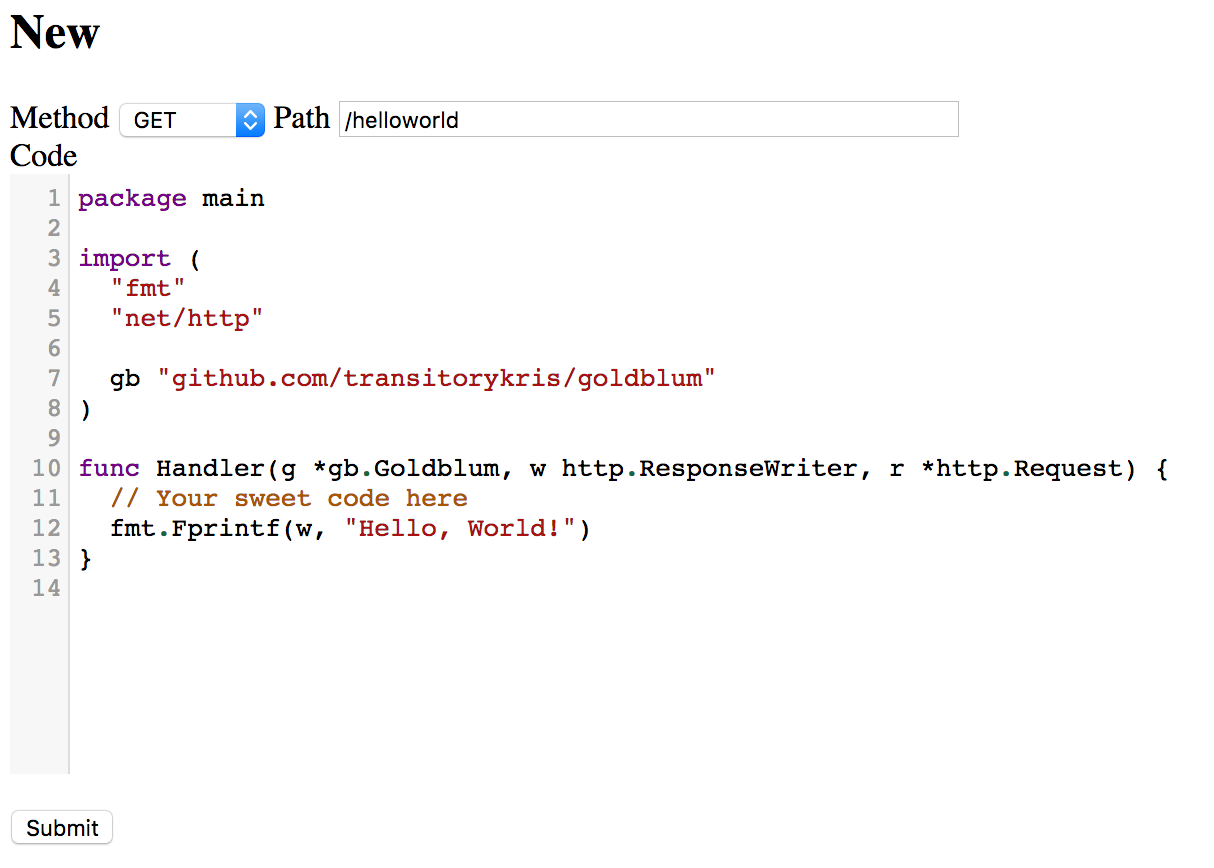 New
Method GET Path /helloworld
Code
1 package main
2
3 import (
4   "fmt"
5   "net/http"
6
7   gb "github.com/transitorykris/goldblum"
8 )
9
10 func Handler(g *gb.Goldblum, w http.ResponseWriter, r *http.Request) {
11   // Your sweet code here
12   fmt.Fprintf(w, "Hello, World!")
13 }
14
Submit